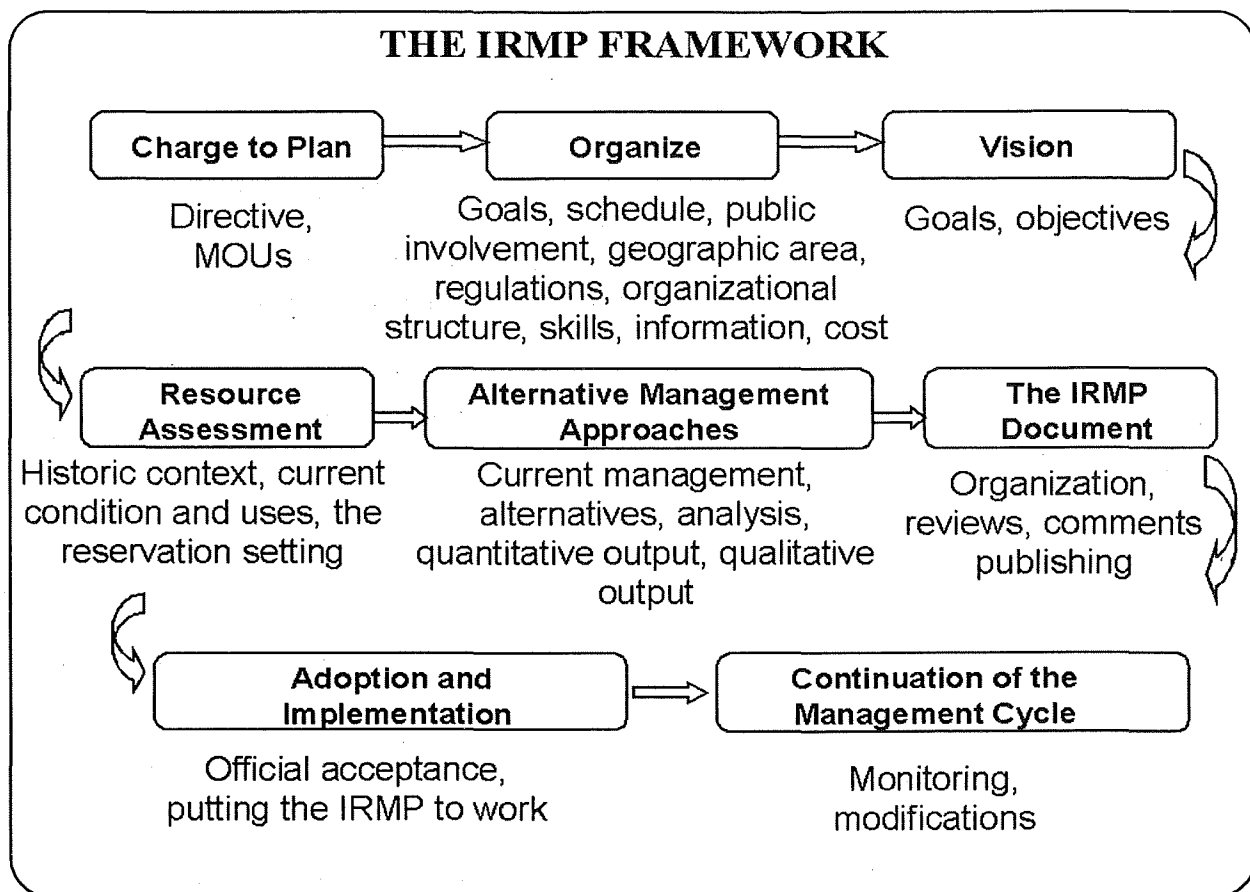 THE IRMP FRAMEWORK
Charge to Plan
Directive,
MOUs
Organize
Goals, schedule, public
involvement, geographic area,
regulations, organizational
structure, skills, information, cost
Vision
Goals, objectives
Resource
Assessment
Historic context, current
condition and uses, the
reservation setting
Alternative Management
Approaches
Current management,
alternatives, analysis,
quantitative output, qualitative
output
The IRMP
Document
Organization,
reviews, comments
publishing
Adoption and
Implementation
Official acceptance,
putting the IRMP to work
Continuation of the
Management Cycle
Monitoring,
modifications